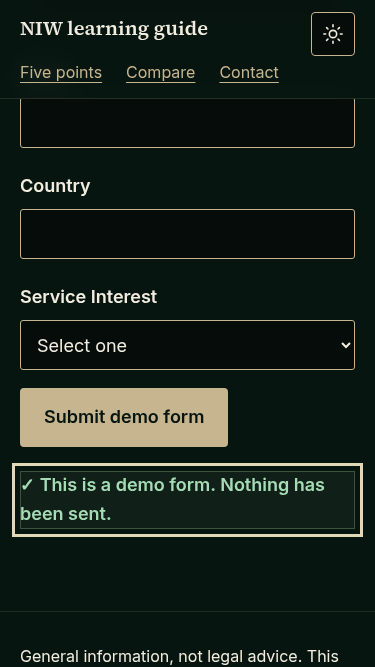 NIW learning guide
Five points
Compare
Contact
Country
Service Interest
Select one
Submit demo form
✓ This is a demo form. Nothing has
been sent.
General information, not legal advice. This